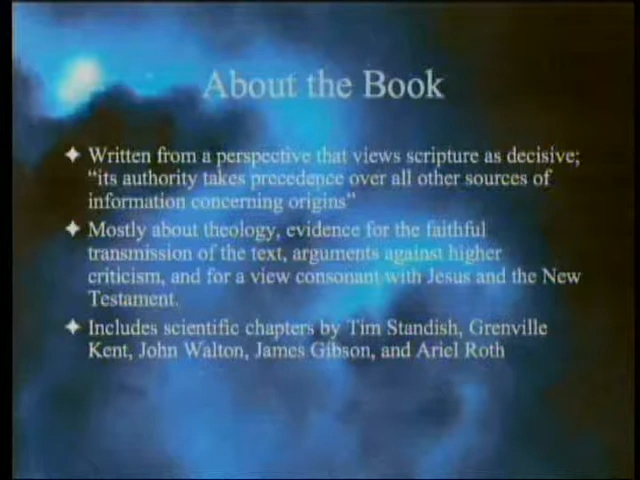 About the Book
Written from a perspective that views scripture as decisive;
“its authority takes precedence over all other sources of
information concerning origins”
Mostly about theology, evidence for the faithful
transmission of the text, arguments against higher
criticism, and for a view consonant with Jesus and the New
Testament.
Includes scientific chapters by Tim Standish, Grenville
Kent, John Walton, James Gibson, and Ariel Roth